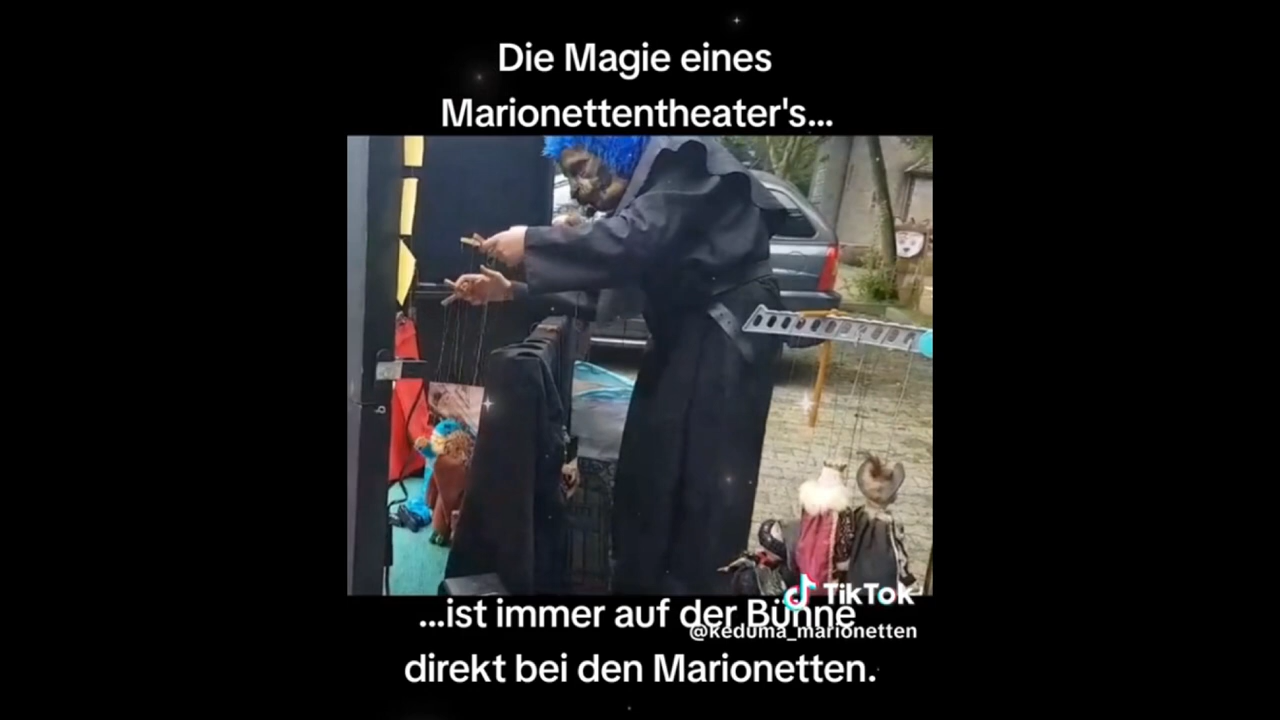 Die Magie eines
Marionettentheater's...
...ist immer auf der Bühne
direkt bei den Marionetten.
TikTok
@keduma_marionetten